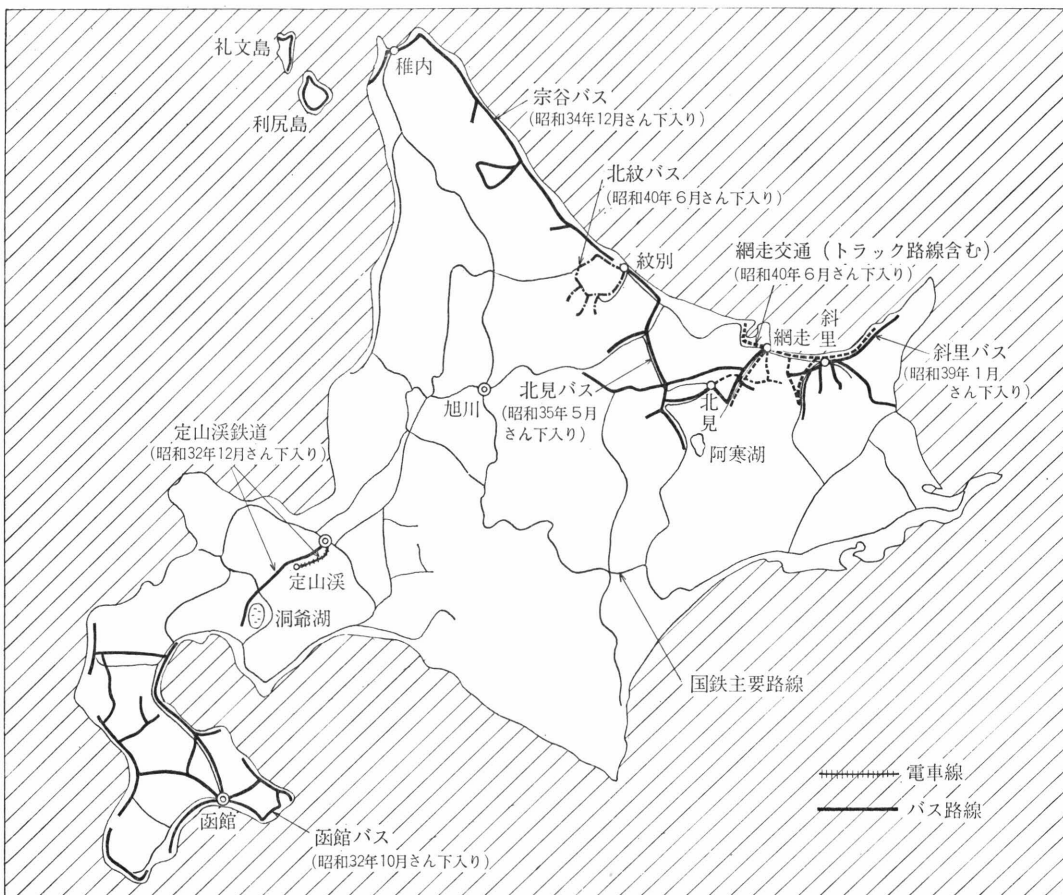 礼文島
利尻島
稚内
宗谷バス
(昭和34年12月さん下入り)
北紋バス
(昭和40年6月さん下入り)
紋別
網走交通(トラック路線含む)
(昭和40年6月さん下入り)
網走
斜里
斜里バス
(昭和39年1月
さん下入り)
北見バス
(昭和35年5月
さん下入り)
北見
旭川
阿寒湖
定山渓鉄道
(昭和32年12月さん下入り)
定山渓
洞爺湖
国鉄主要路線
電車線
バス路線
函館
函館バス
(昭和32年10月さん下入り)